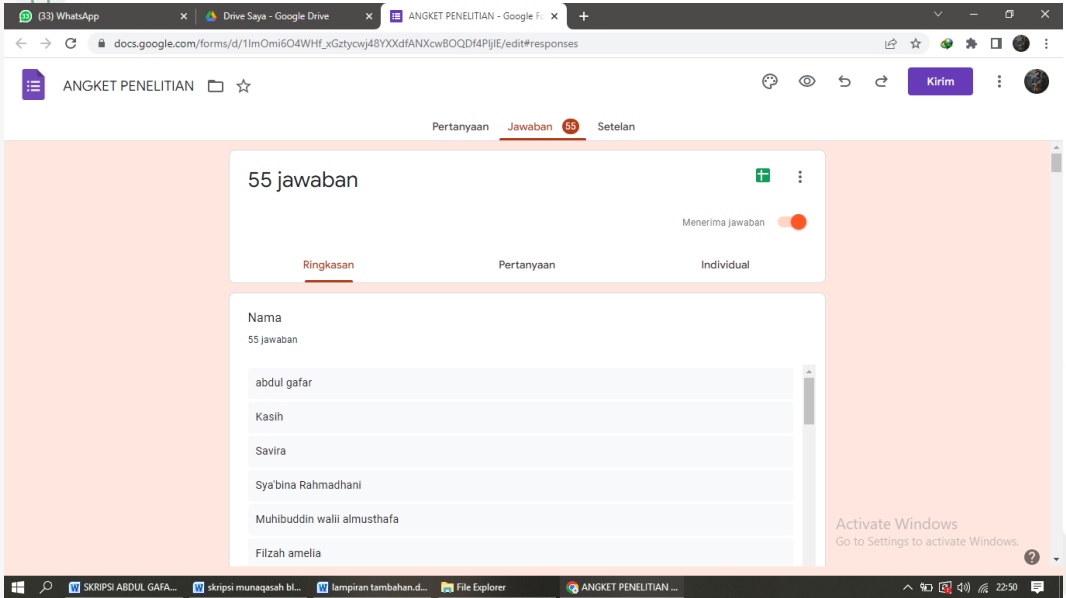 (33) WhatsApp
Drive Saya - Google Drive
ANGKET PENELITIAN - Google Fo
docs.google.com/forms/d/1ImOmi6O4WHf_xGztycwj48YXXdfANXcwBOQDf4PljIE/edit#responses
ANGKET PENELITIAN
Kirim
Pertanyaan Jawaban 55 Setelan
55 jawaban
Menerima jawaban
Ringkasan Pertanyaan Individual
Nama
55 jawaban
abdul gafar
Kasih
Savira
Sya'bina Rahmadhani
Muhibuddin walii almusthafa
Filzah amelia
Activate Windows
Go to Settings to activate Windows.
SKRIPSI ABDUL GAFA... skripsi munaqasah bl... lampiran tambahan.d... File Explorer ANGKET PENELITIAN ... 22:50